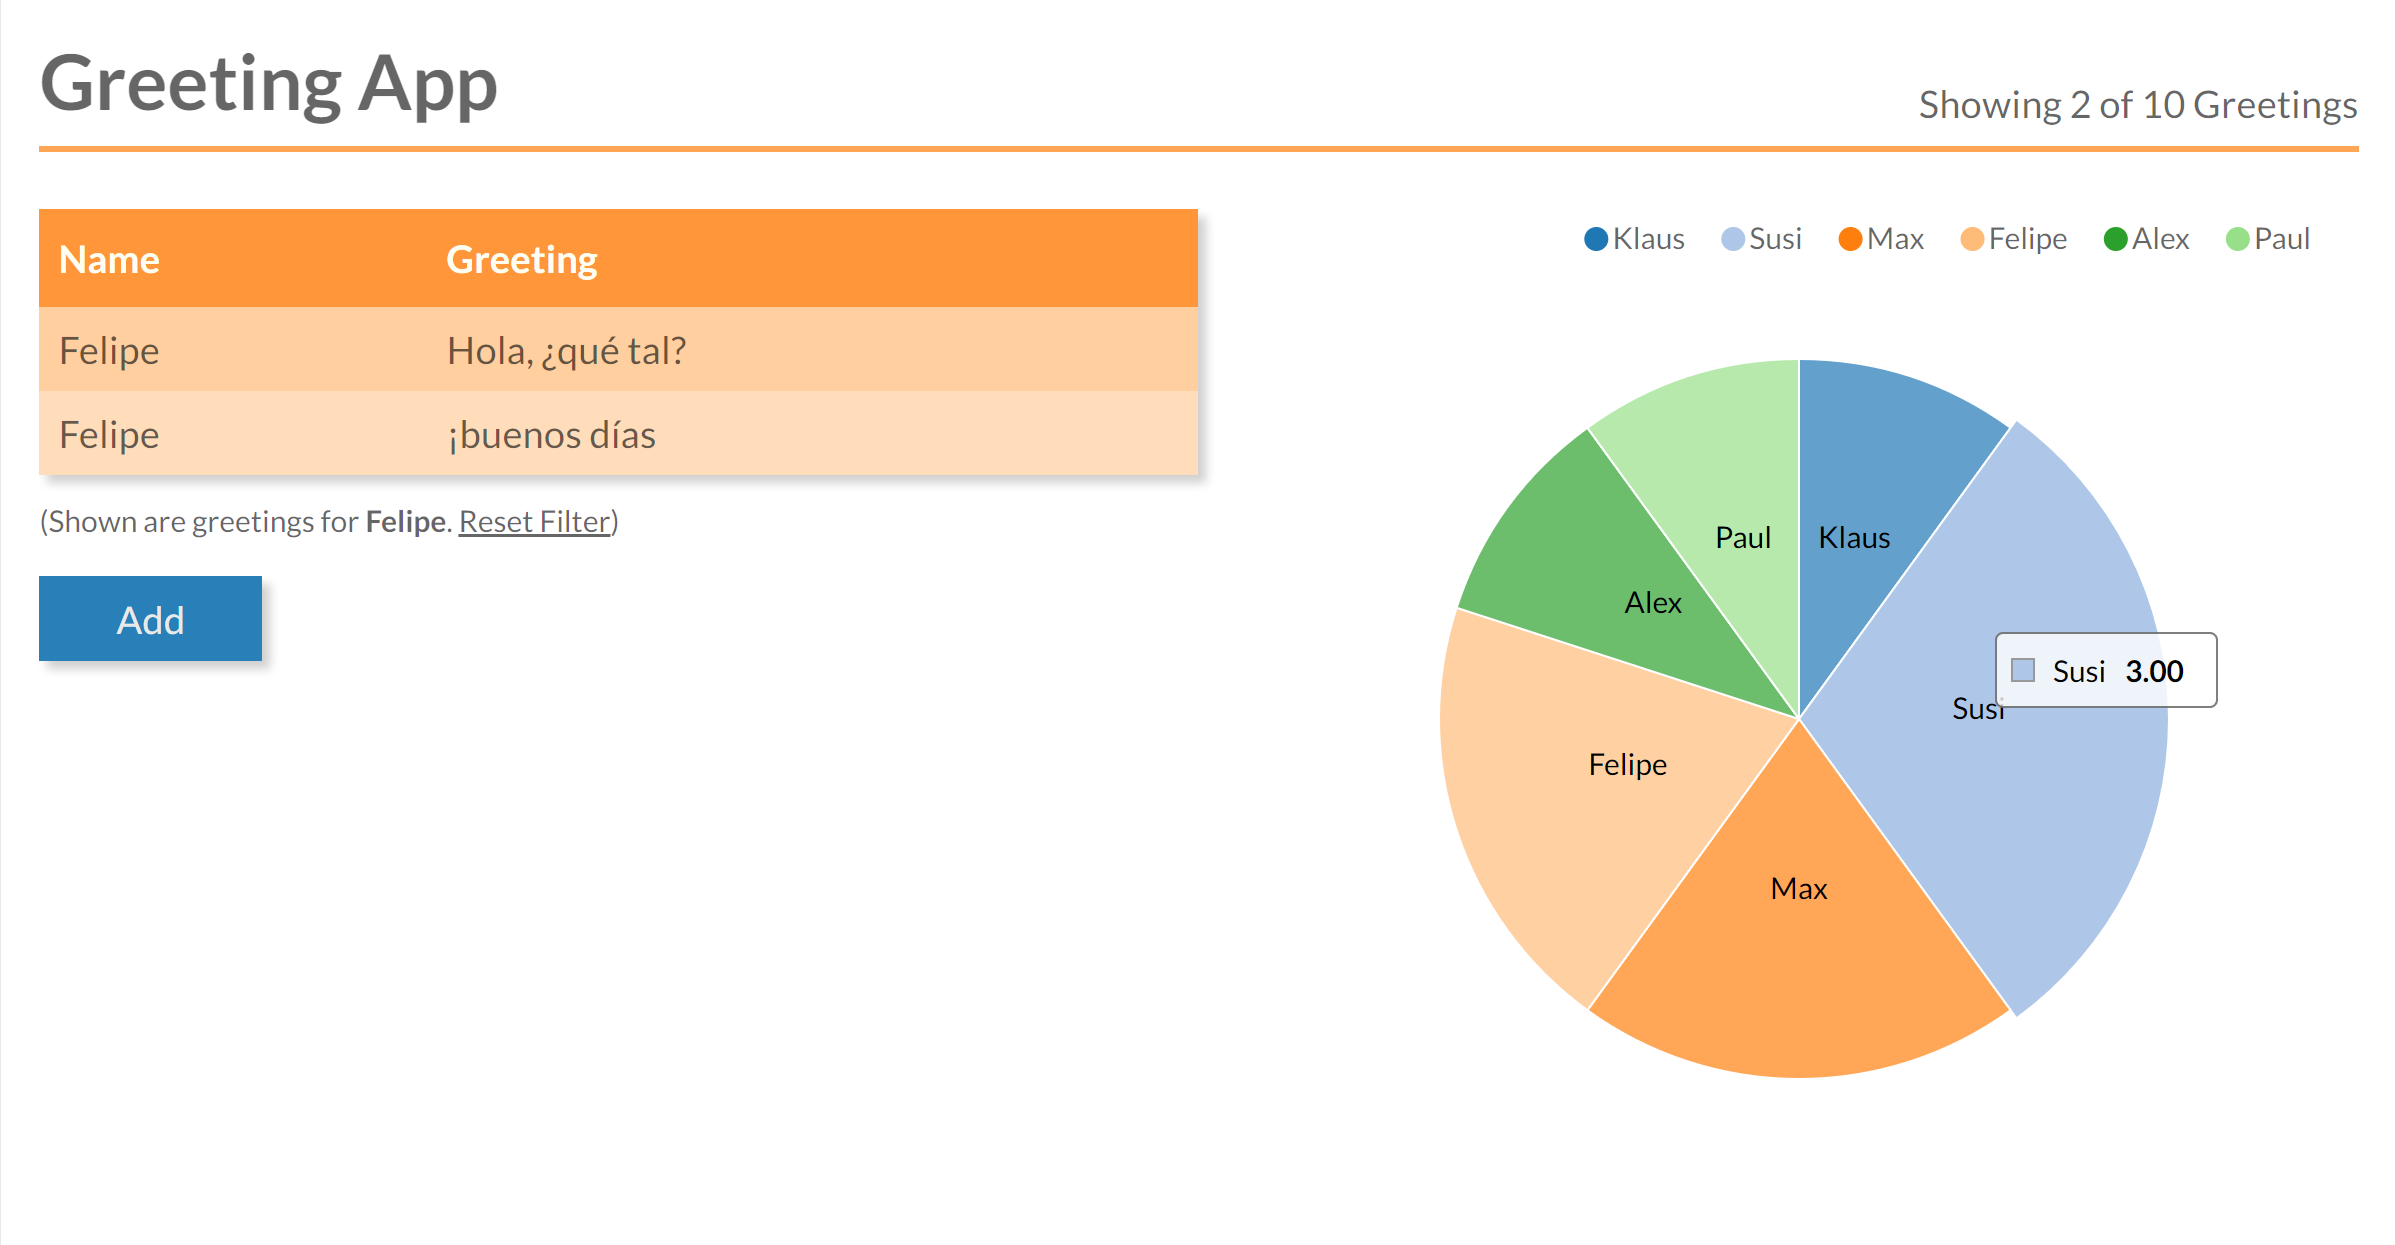 Greeting App
Showing 2 of 10 Greetings
Name Greeting
Felipe Hola, ¿qué tal?
Felipe ¡buenos días
(Shown are greetings for Felipe. Reset Filter)
Add
Klaus Susi Max Felipe Alex Paul
Paul Klaus
Alex
Susi 3.00
Susi
Felipe
Max